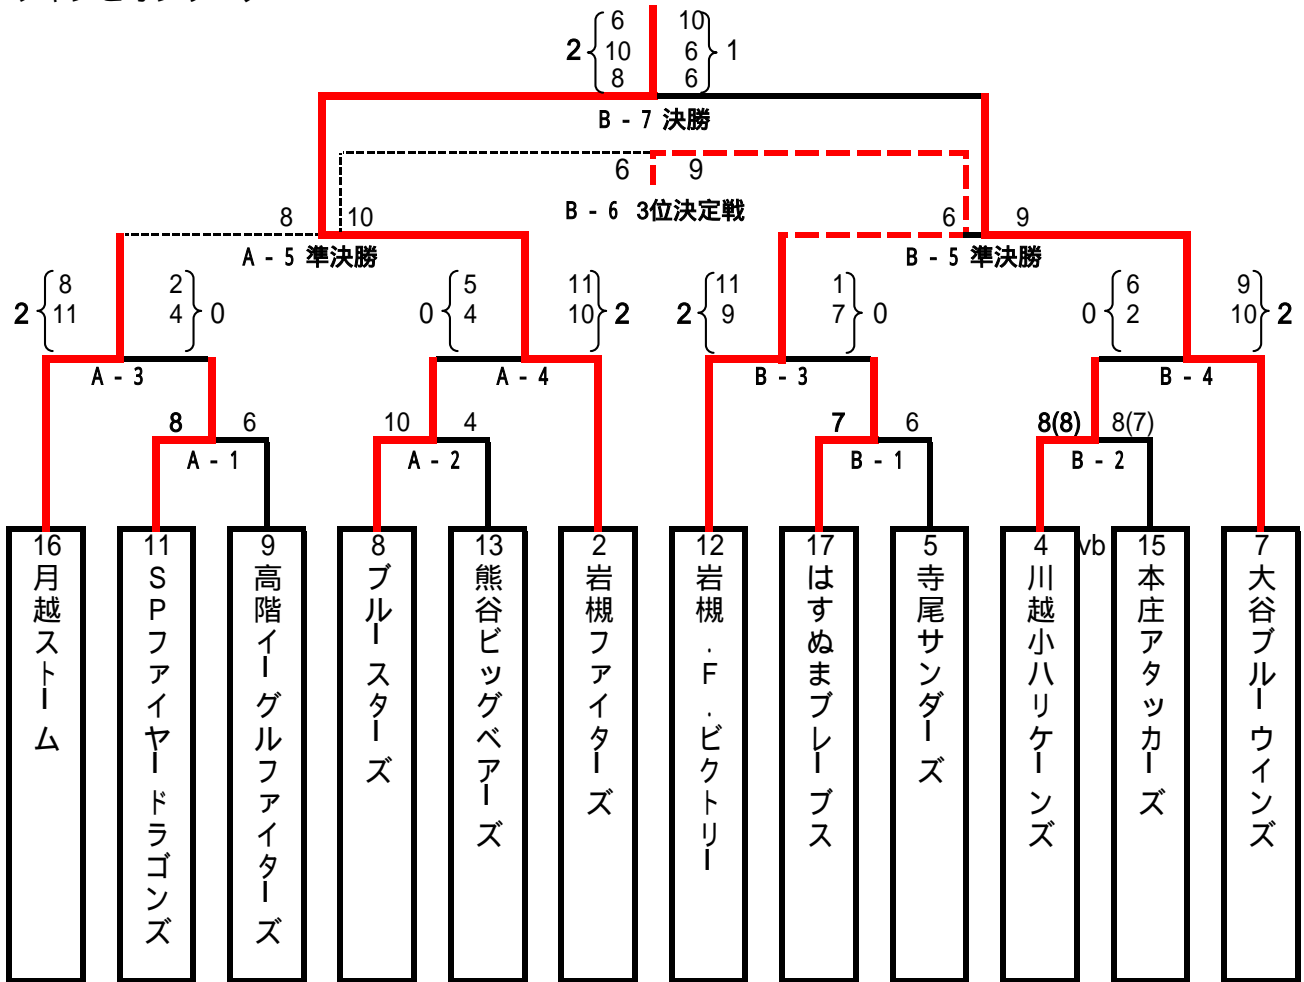 6 10
2 10 6 1
8 6
B - 7 決勝
6 9
B - 6 3位決定戦
8 10 6 9
A - 5 準決勝 B - 5 準決勝
8 2 5 11 11 1 6 9
2 11 4 0 0 4 10 2 2 9 7 0 0 2 10 2
A - 3 A - 4 B - 3 B - 4
8 6 10 4 7 6 8(8) 8(7)
A - 1 A - 2 B - 1 B - 2
16 月越ストーム
11 SPファイヤードラゴンズ
9 高階イーグルファイターズ
8 ブルースターズ
13 熊谷ビッグベアーズ
2 岩槻ファイターズ
12 岩槻.F.ビクトリー
17 はすぬまブレーブス
5 寺尾サンダーズ
4 川越小ハリケーンズ
vb
15 本庄アタッカーズ
7 大谷ブルーウインズ